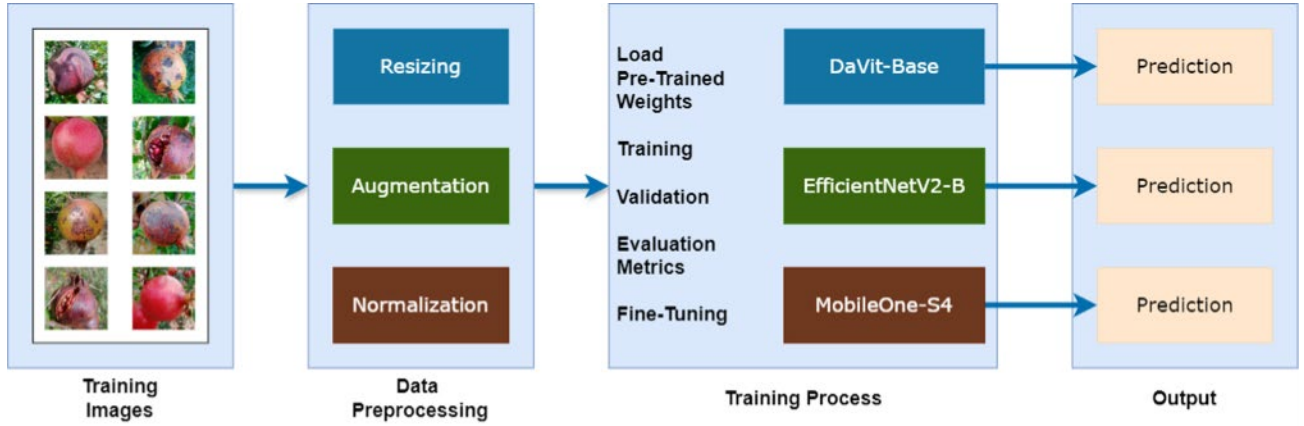 Resizing
Augmentation
Normalization
Load
Pre-Trained
Weights
Training
Validation
Evaluation
Metrics
Fine-Tuning
DaVit-Base
EfficientNetV2-B
MobileOne-S4
Prediction
Prediction
Prediction
Training
Images
Data
Preprocessing
Training Process
Output